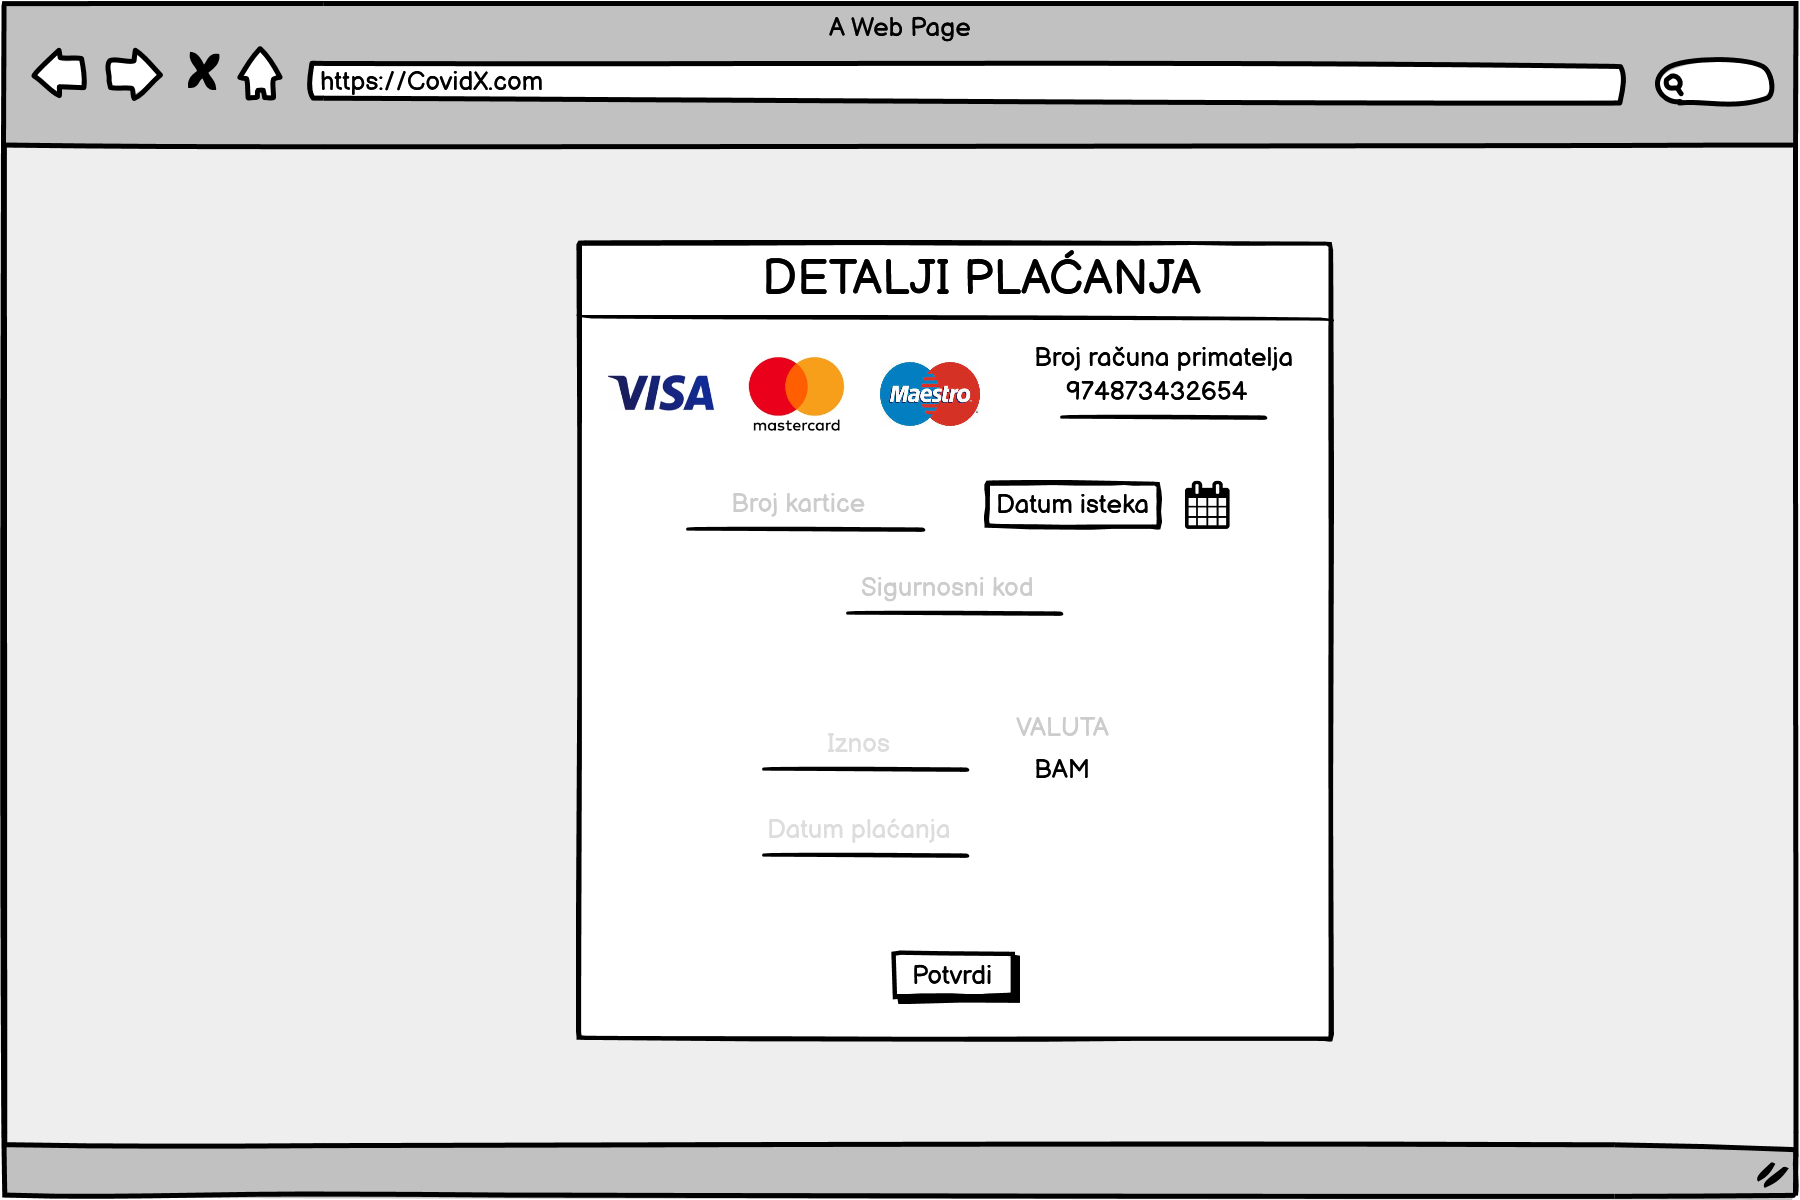 A Web Page
https://CovidX.com
DETALJI PLAĆANJA
VISA
mastercard
Maestro
Broj računa primatelja
974873432654
Broj kartice
Datum isteka
Sigurnosni kod
Iznos
VALUTA
BAM
Datum plaćanja
Potvrdi